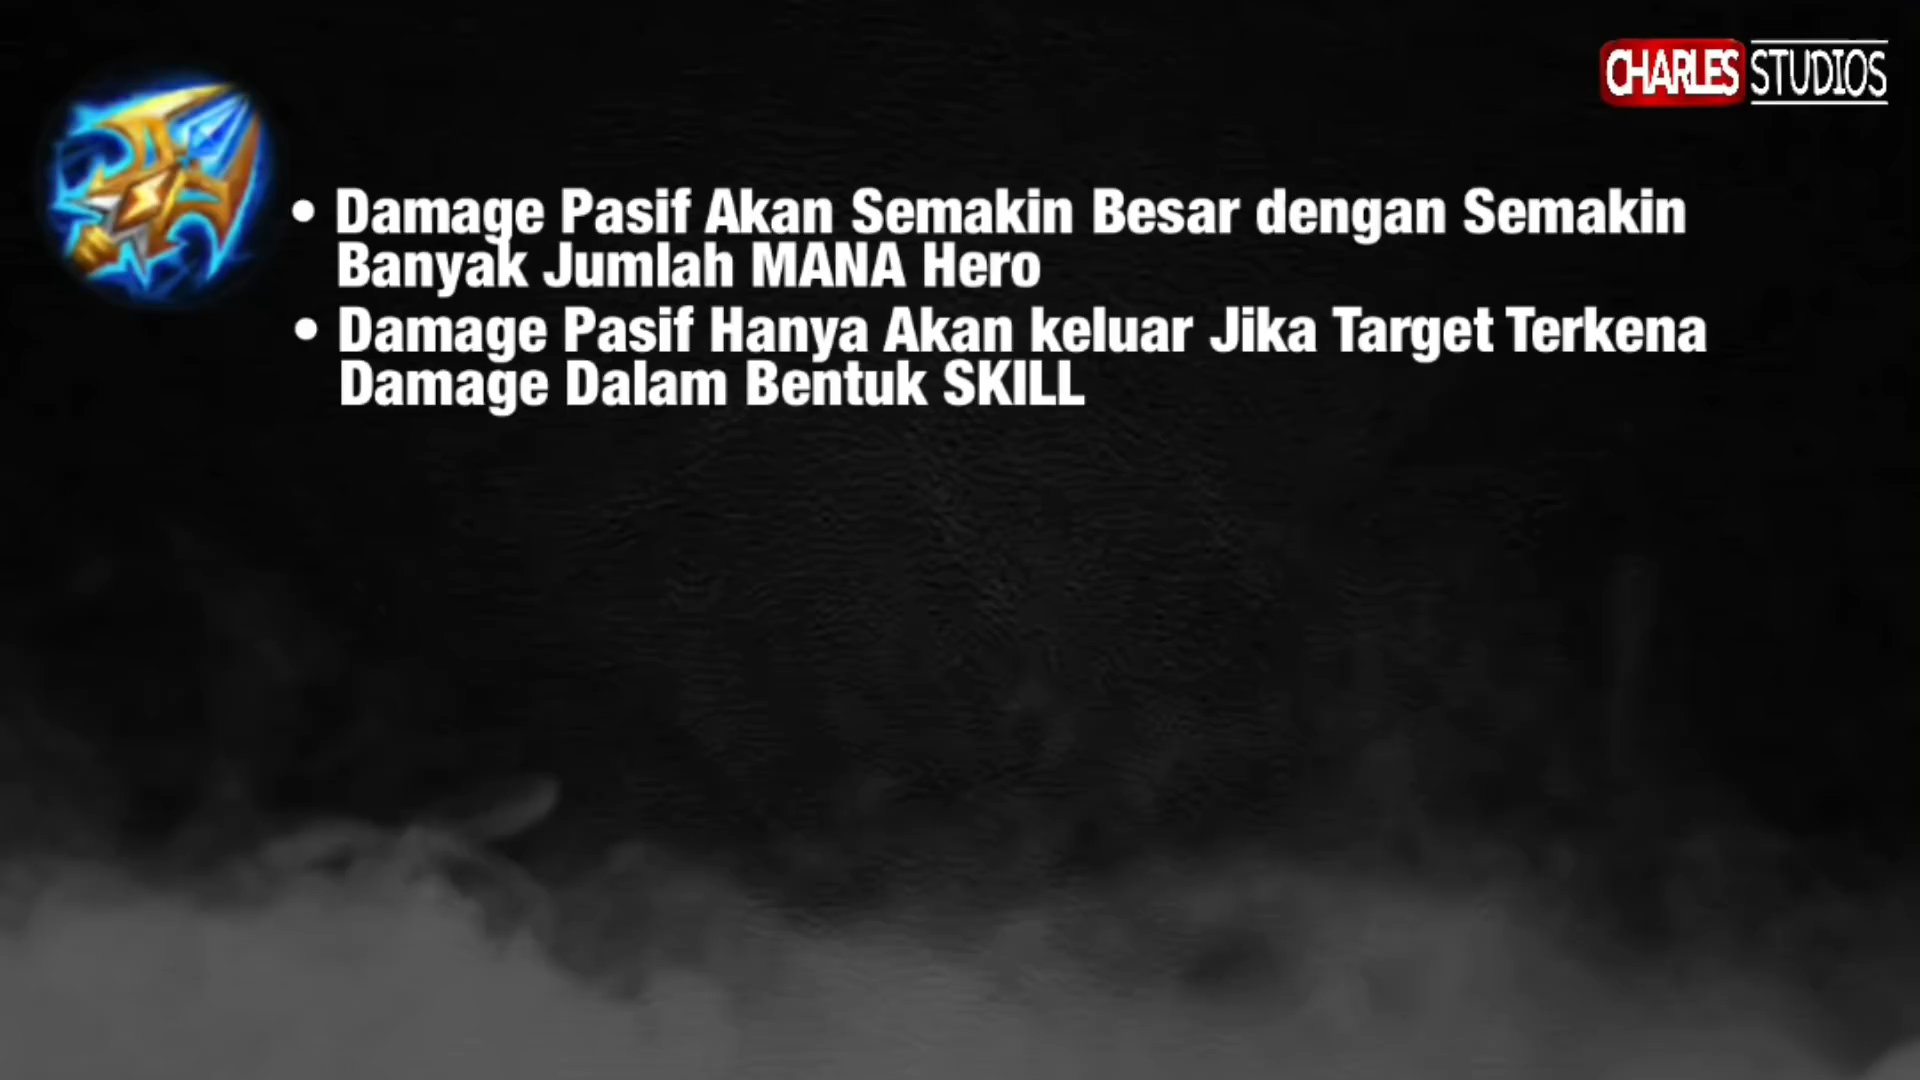 CHARLES STUDIOS
• Damage Pasif Akan Semakin Besar dengan Semakin
Banyak Jumlah MANA Hero
• Damage Pasif Hanya Akan keluar Jika Target Terkena
Damage Dalam Bentuk SKILL